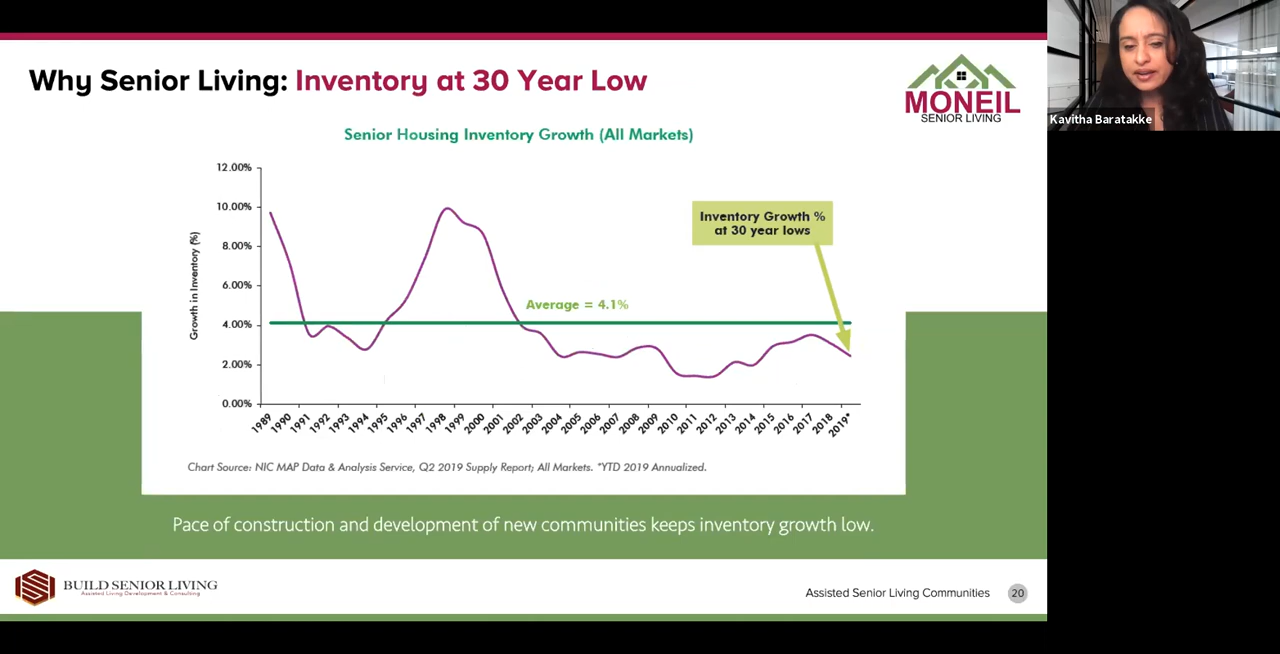 Why Senior Living: Inventory at 30 Year Low
MONEIL
SENIOR LIVING
Kavitha Baratakke
Senior Housing Inventory Growth (All Markets)
12.00%
10.00%
8.00%
6.00%
4.00%
2.00%
0.00%
Growth in Inventory (%)
Inventory Growth %
at 30 year lows
Average = 4.1%
1989 1990 1991 1992 1993 1994 1995 1996 1997 1998 1999 2000 2001 2002 2003 2004 2005 2006 2007 2008 2009 2010 2011 2012 2013 2014 2015 2016 2017 2018 2019*
Chart Source: NIC MAP Data & Analysis Service, Q2 2019 Supply Report; All Markets. *YTD 2019 Annualized.
Pace of construction and development of new communities keeps inventory growth low.
BUILD SENIOR LIVING
Assisted Living Development & Consulting
Assisted Senior Living Communities 20